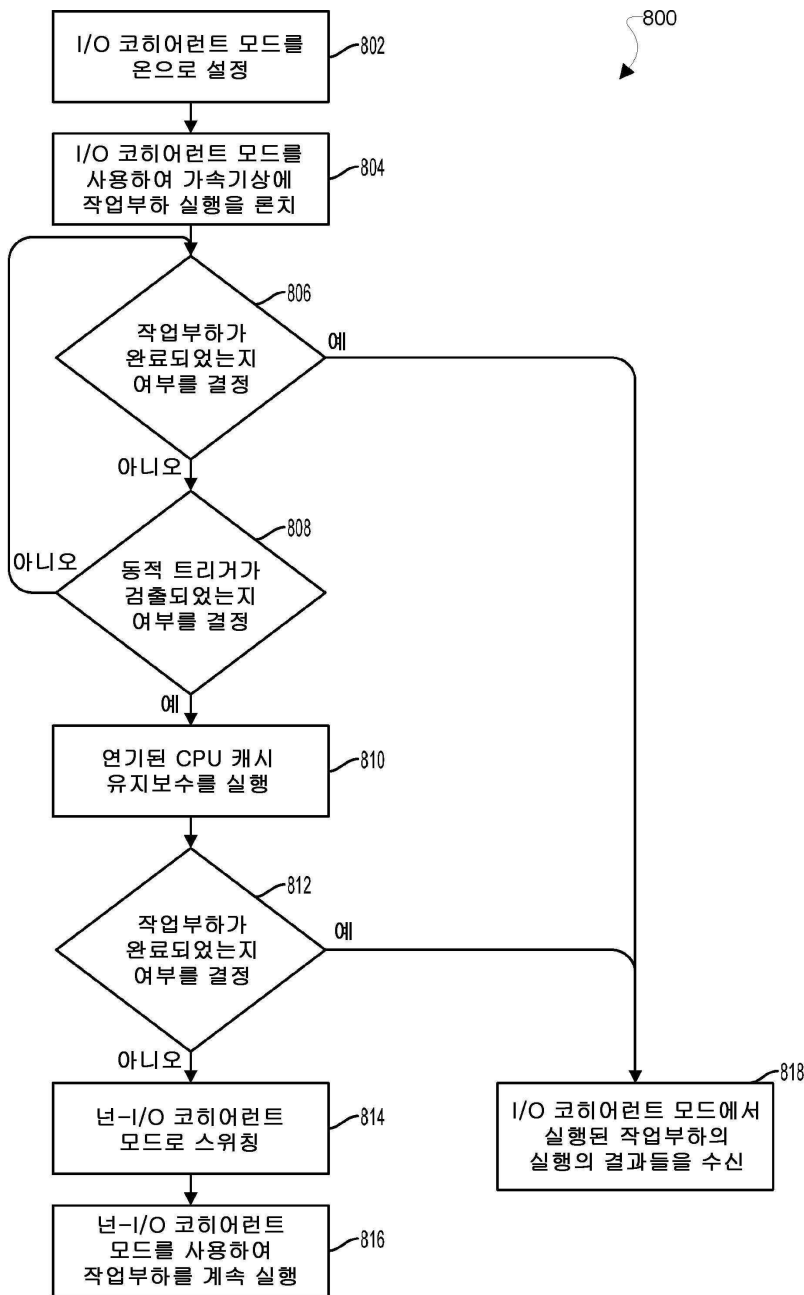 800
I/O 코히어런트 모드를
온으로 설정
802
I/O 코히어런트 모드를
사용하여 가속기상에
작업부하 실행을 론치
804
806
작업부하가
완료되었는지
여부를 결정
예
아니오
808
동적 트리거가
검출되었는지
여부를 결정
아니오
예
연기된 CPU 캐시
유지보수를 실행
810
812
작업부하가
완료되었는지
여부를 결정
예
아니오
넌-I/O 코히어런트
모드로 스위칭
814
818
I/O 코히어런트 모드에서
실행된 작업부하의
실행의 결과들을 수신
넌-I/O 코히어런트
모드를 사용하여
작업부하를 계속 실행
816